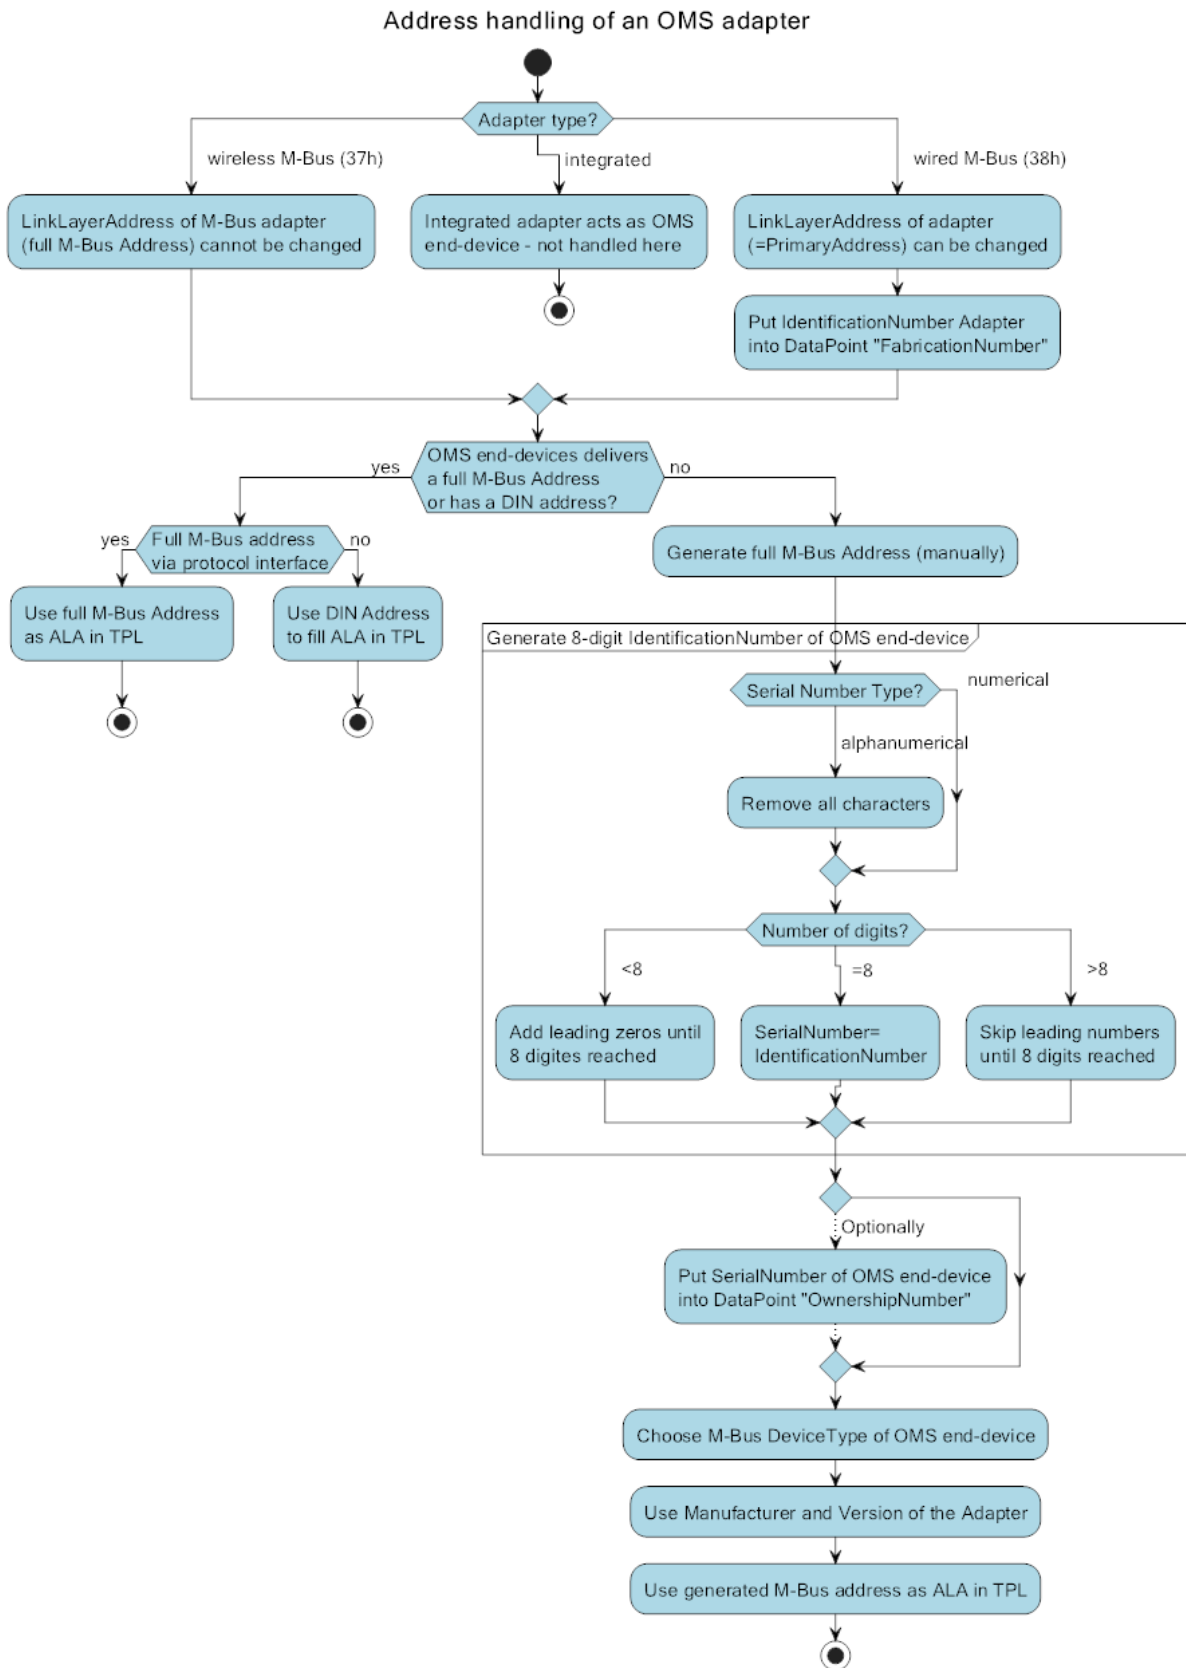 Address handling of an OMS adapter
Adapter type?
wireless M-Bus (37h)
integrated
wired M-Bus (38h)
LinkLayerAddress of M-Bus adapter
(full M-Bus Address) cannot be changed
Integrated adapter acts as OMS
end-device - not handled here
LinkLayerAddress of adapter
(=PrimaryAddress) can be changed
Put IdentificationNumber Adapter
into DataPoint "FabricationNumber"
OMS end-devices delivers
a full M-Bus Address
or has a DIN address?
yes
no
Full M-Bus address
via protocol interface
yes
no
Use full M-Bus Address
as ALA in TPL
Use DIN Address
to fill ALA in TPL
Generate full M-Bus Address (manually)
Generate 8-digit IdentificationNumber of OMS end-device
Serial Number Type?
numerical
alphanumerical
Remove all characters
Number of digits?
<8
=8
>8
Add leading zeros until
8 digites reached
SerialNumber=
IdentificationNumber
Skip leading numbers
until 8 digits reached
Optionally
Put SerialNumber of OMS end-device
into DataPoint "OwnershipNumber"
Choose M-Bus DeviceType of OMS end-device
Use Manufacturer and Version of the Adapter
Use generated M-Bus address as ALA in TPL